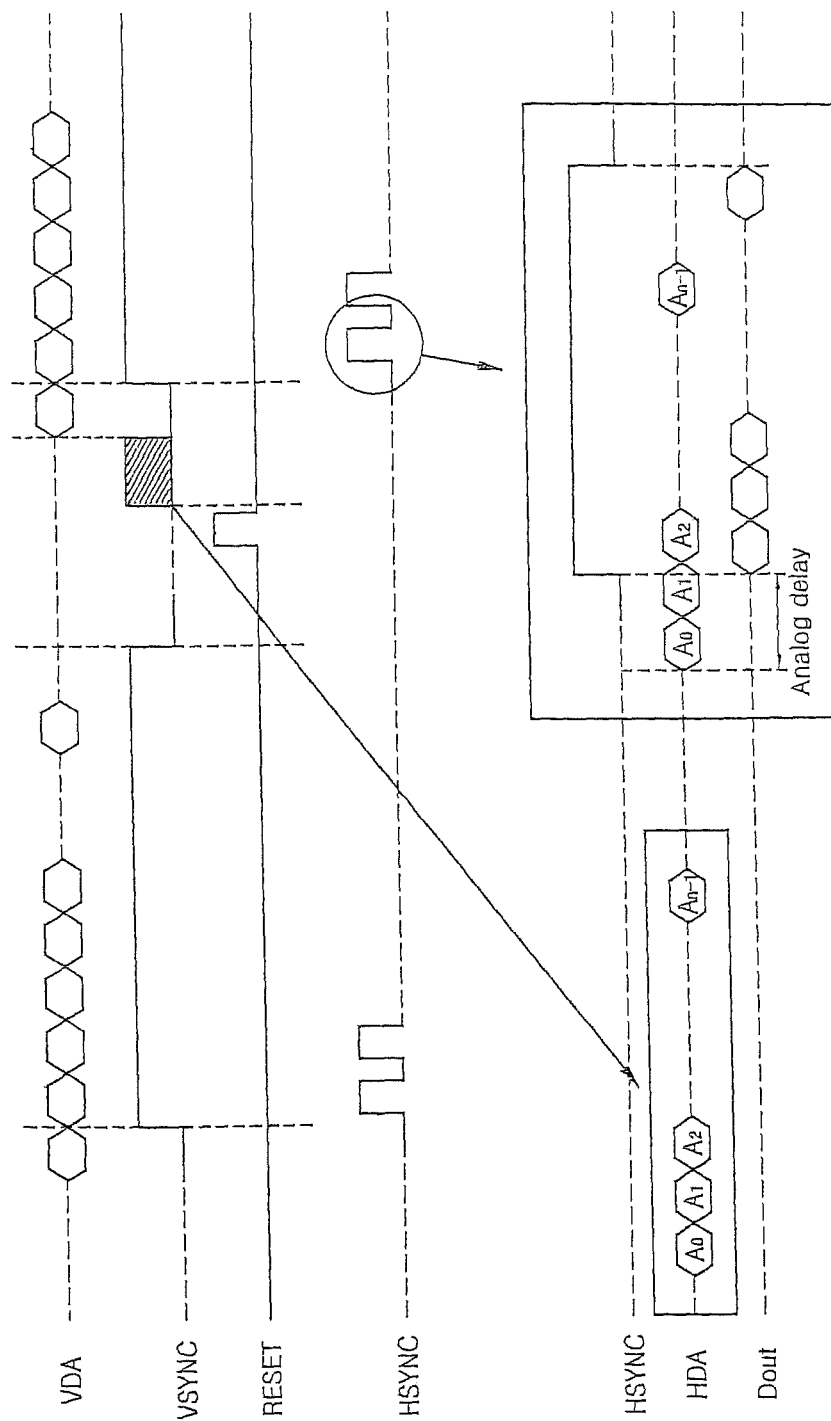 VDA
VSYNC
RESET
HSYNC
HSYNC
HDA
A0 A1 A2 An-1
A0 A1 A2 An-1
Dout
Analog delay